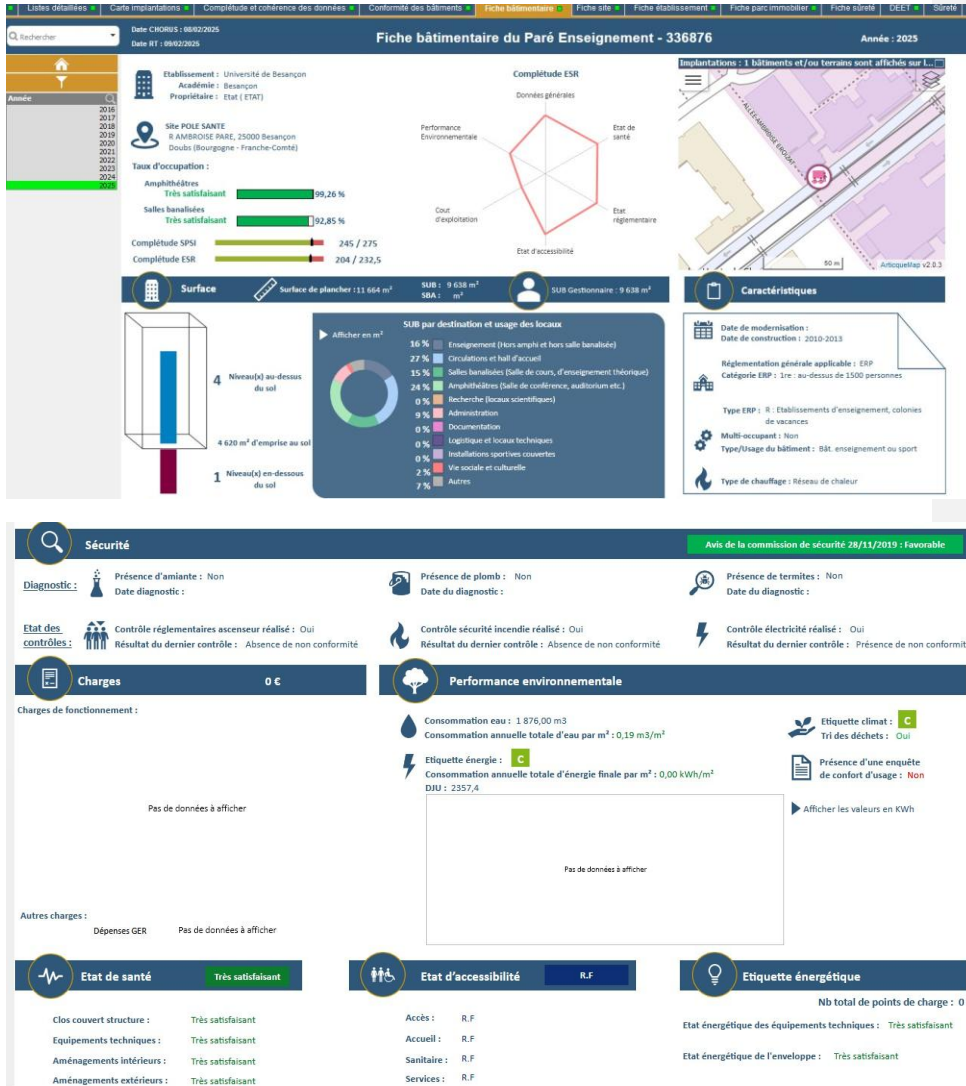 Listes détaillées Carte implantations Complétude et cohérence des données Conformité des bâtiments Fiche bâtimentaire Fiche site Fiche établissement Fiche parc immobilier Fiche sûreté DEET Sûreté
Rechercher
Date CHORUS : 08/02/2025
Date RT : 09/02/2025
Fiche bâtimentaire du Paré Enseignement - 336876
Année : 2025
Année
2016
2017
2018
2019
2020
2021
2022
2023
2024
2025
Etablissement : Université de Besançon
Académie : Besançon
Propriétaire : Etat ( ETAT)
Site POLE SANTE
R AMBROISE PARE, 25000 Besançon
Doubs (Bourgogne - Franche-Comté)
Taux d'occupation :
Amphithéâtres
Très satisfaisant 99,26 %
Salles banalisées
Très satisfaisant 92,85 %
Complétude SPSI 245 / 275
Complétude ESR 204 / 232,5
Complétude ESR
Données générales
Performance
Environnementale
Etat de
santé
Cout
d'exploitation
Etat
règlementaire
Etat d'accessibilité
Implantations : 1 bâtiments et/ou terrains sont affichés sur l...
50 m
ArticqueMap v2.0.3
Surface
Surface de plancher :11 664 m²
SUB : 9 638 m²
SBA : m²
SUB Gestionnaire : 9 638 m²
Caractéristiques
4 Niveau(x) au-dessus
du sol
4 620 m² d'emprise au sol
1 Niveau(x) en-dessous
du sol
Afficher en m²
SUB par destination et usage des locaux
16 % Enseignement (Hors amphi et hors salle banalisée)
27 % Circulations et hall d'accueil
15 % Salles banalisées (Salle de cours, d'enseignement théorique)
24 % Amphithéâtres (Salle de conférence, auditorium etc.)
0 % Recherche (locaux scientifiques)
9 % Administration
0 % Documentation
0 % Logistique et locaux techniques
0 % Installations sportives couvertes
2 % Vie sociale et culturelle
7 % Autres
Date de modernisation :
Date de construction : 2010-2013
Réglementation générale applicable : ERP
Catégorie ERP : 1re : au-dessus de 1500 personnes
Type ERP : R : Etablissements d'enseignement, colonies
de vacances
Multi-occupant : Non
Type/Usage du bâtiment : Bât. enseignement ou sport
Type de chauffage : Réseau de chaleur
Sécurité
Avis de la commission de sécurité 28/11/2019 : Favorable
Diagnostic :
Présence d'amiante : Non
Date diagnostic :
Présence de plomb : Non
Date du diagnostic :
Présence de termites : Non
Date du diagnostic :
Etat des
contrôles :
Contrôle réglementaires ascenseur réalisé : Oui
Résultat du dernier contrôle : Absence de non conformité
Contrôle sécurité incendie réalisé : Oui
Résultat du dernier contrôle : Absence de non conformité
Contrôle électricité réalisé : Oui
Résultat du dernier contrôle : Présence de non conformit
Charges 0 €
Charges de fonctionnement :
Pas de données à afficher
Autres charges :
Dépenses GER Pas de données à afficher
Performance environnementale
Consommation eau : 1 876,00 m3
Consommation annuelle totale d'eau par m² : 0,19 m3/m²
Etiquette énergie : C
Consommation annuelle totale d'énergie finale par m² : 0,00 kWh/m²
DJU : 2357,4
Pas de données à afficher
Etiquette climat : C
Tri des déchets : Oui
Présence d'une enquête
de confort d'usage : Non
Afficher les valeurs en KWh
Etat de santé Très satisfaisant
Clos couvert structure : Très satisfaisant
Equipements techniques : Très satisfaisant
Aménagements intérieurs : Très satisfaisant
Aménagements extérieurs : Très satisfaisant
Etat d'accessibilité R.F
Accès : R.F
Accueil : R.F
Sanitaire : R.F
Services : R.F
Etiquette énergétique
Nb total de points de charge : 0
Etat énergétique des équipements techniques : Très satisfaisant
Etat énergétique de l'enveloppe : Très satisfaisant